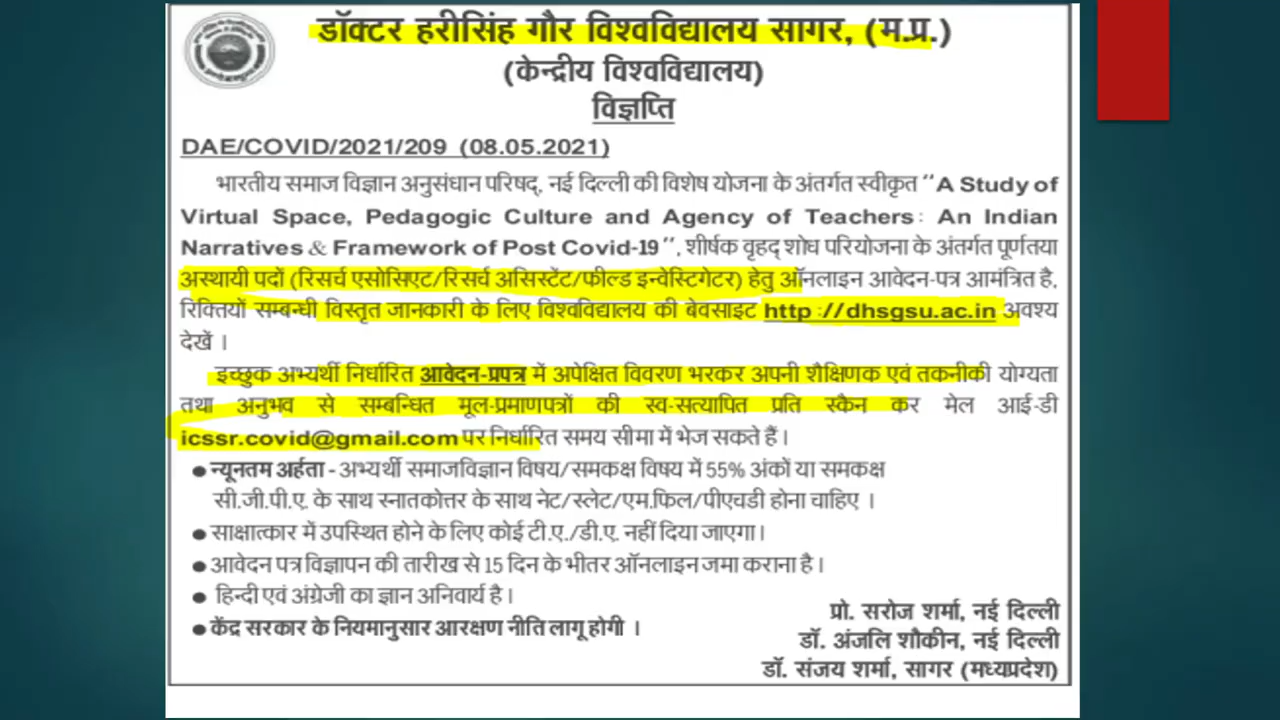 डॉक्टर हरीसिंह गौर विश्वविद्यालय सागर, (म.प्र.)
(केन्द्रीय विश्वविद्यालय)
विज्ञप्ति
DAE/COVID/2021/209 (08.05.2021)
भारतीय समाज विज्ञान अनुसंधान परिषद्, नई दिल्ली की विशेष योजना के अंतर्गत स्वीकृत "A Study of
Virtual Space, Pedagogic Culture and Agency of Teachers: An Indian
Narratives & Framework of Post Covid-19", शीर्षक वृहद् शोध परियोजना के अंतर्गत पूर्णतया
अस्थायी पदों (रिसर्च एसोसिएट/रिसर्च असिस्टेंट/फील्ड इन्वेस्टिगेटर) हेतु ऑनलाइन आवेदन-पत्र आमंत्रित है,
रिक्तियों सम्बन्धी विस्तृत जानकारी के लिए विश्वविद्यालय की बेवसाइट http://dhsgsu.ac.in अवश्य
देखें ।
इच्छुक अभ्यर्थी निर्धारित आवेदन-प्रपत्र में अपेक्षित विवरण भरकर अपनी शैक्षिणक एवं तकनीकी योग्यता
तथा अनुभव से सम्बन्धित मूल-प्रमाणपत्रों की स्व-सत्यापित प्रति स्कैन कर मेल आई-डी
icssr.covid@gmail.com पर निर्धारित समय सीमा में भेज सकते हैं ।
● न्यूनतम अर्हता - अभ्यर्थी समाजविज्ञान विषय/समकक्ष विषय में 55% अंकों या समकक्ष
सी.जी.पी.ए. के साथ स्नातकोत्तर के साथ नेट/स्लेट/एम.फिल/पीएचडी होना चाहिए ।
● साक्षात्कार में उपस्थित होने के लिए कोई टी.ए./डी.ए. नहीं दिया जाएगा ।
● आवेदन पत्र विज्ञापन की तारीख से 15 दिन के भीतर ऑनलाइन जमा कराना है ।
● हिन्दी एवं अंग्रेजी का ज्ञान अनिवार्य है ।
● केंद्र सरकार के नियमानुसार आरक्षण नीति लागू होगी ।
प्रो. सरोज शर्मा, नई दिल्ली
डॉ. अंजलि शौकीन, नई दिल्ली
डॉ. संजय शर्मा, सागर (मध्यप्रदेश)